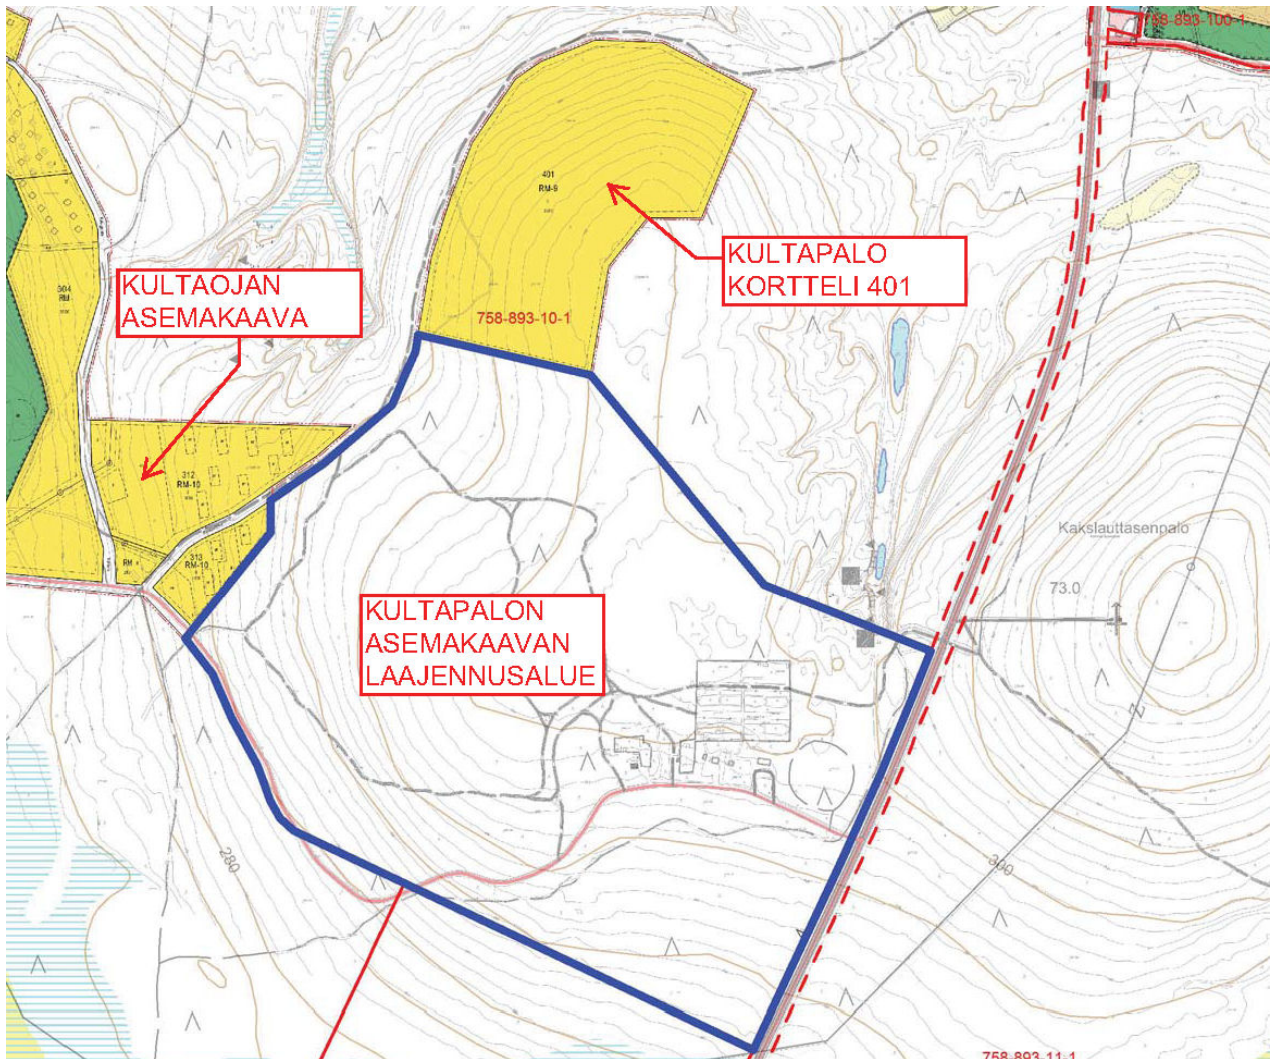 758-893-100-1
401
RM-9
KULTAPALO
KORTTELI 401
KULTAOJAN
ASEMAKAAVA
304
RM
758-893-10-1
312
RM-10
Kakslauttasenpalo
313
RM-10
RM
73.0
KULTAPALON
ASEMAKAAVAN
LAAJENNUSALUE
280
300
758-893-11-1